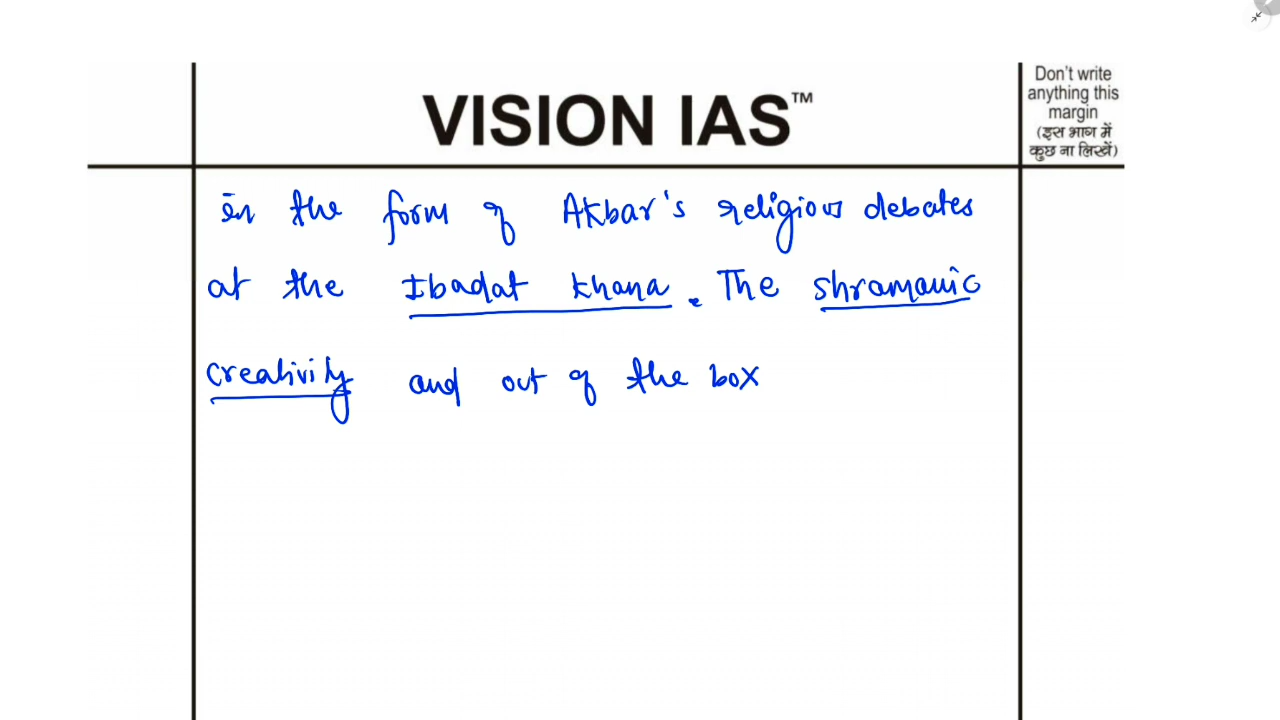 VISION IAS™
Don't write
anything this
margin
(इस भाग में
कुछ ना लिखें)
in the form of Akbar's religious debates
at the Ibadat khana. The shramanic
creativity and out of the box